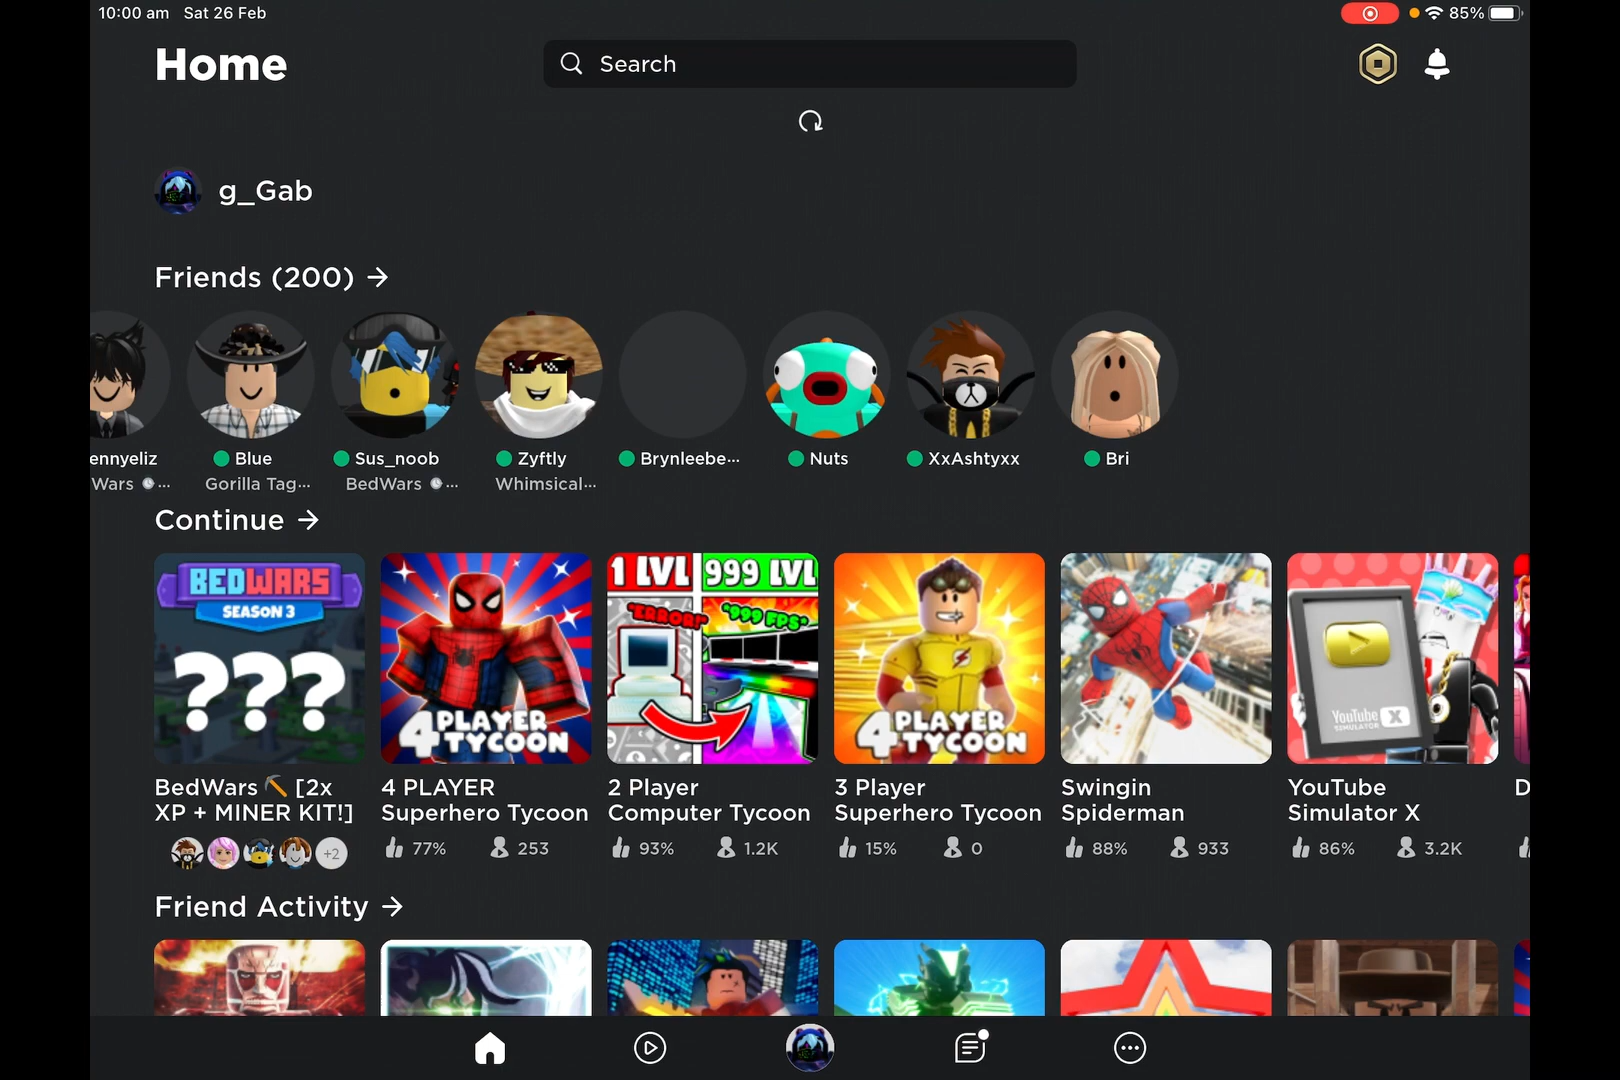 10:00 am Sat 26 Feb
85%
Home
Search
g_Gab
Friends (200)
ennyeliz
Blue
Sus_noob
Zyftly
Brynleebe...
Nuts
XxAshtyxx
Bri
Wars ...
Gorilla Tag...
BedWars ...
Whimsical...
Continue
BEDWARS
SEASON 3
???
4 PLAYER TYCOON
1 LVL
999 LVL
"ERROR!"
"999 FPS"
4 PLAYER TYCOON
YouTube X
SIMULATOR
BedWars [2x
XP + MINER KIT!]
4 PLAYER
Superhero Tycoon
2 Player
Computer Tycoon
3 Player
Superhero Tycoon
Swingin
Spiderman
YouTube
Simulator X
D
+2
77% 253
93% 1.2K
15% 0
88% 933
86% 3.2K
Friend Activity